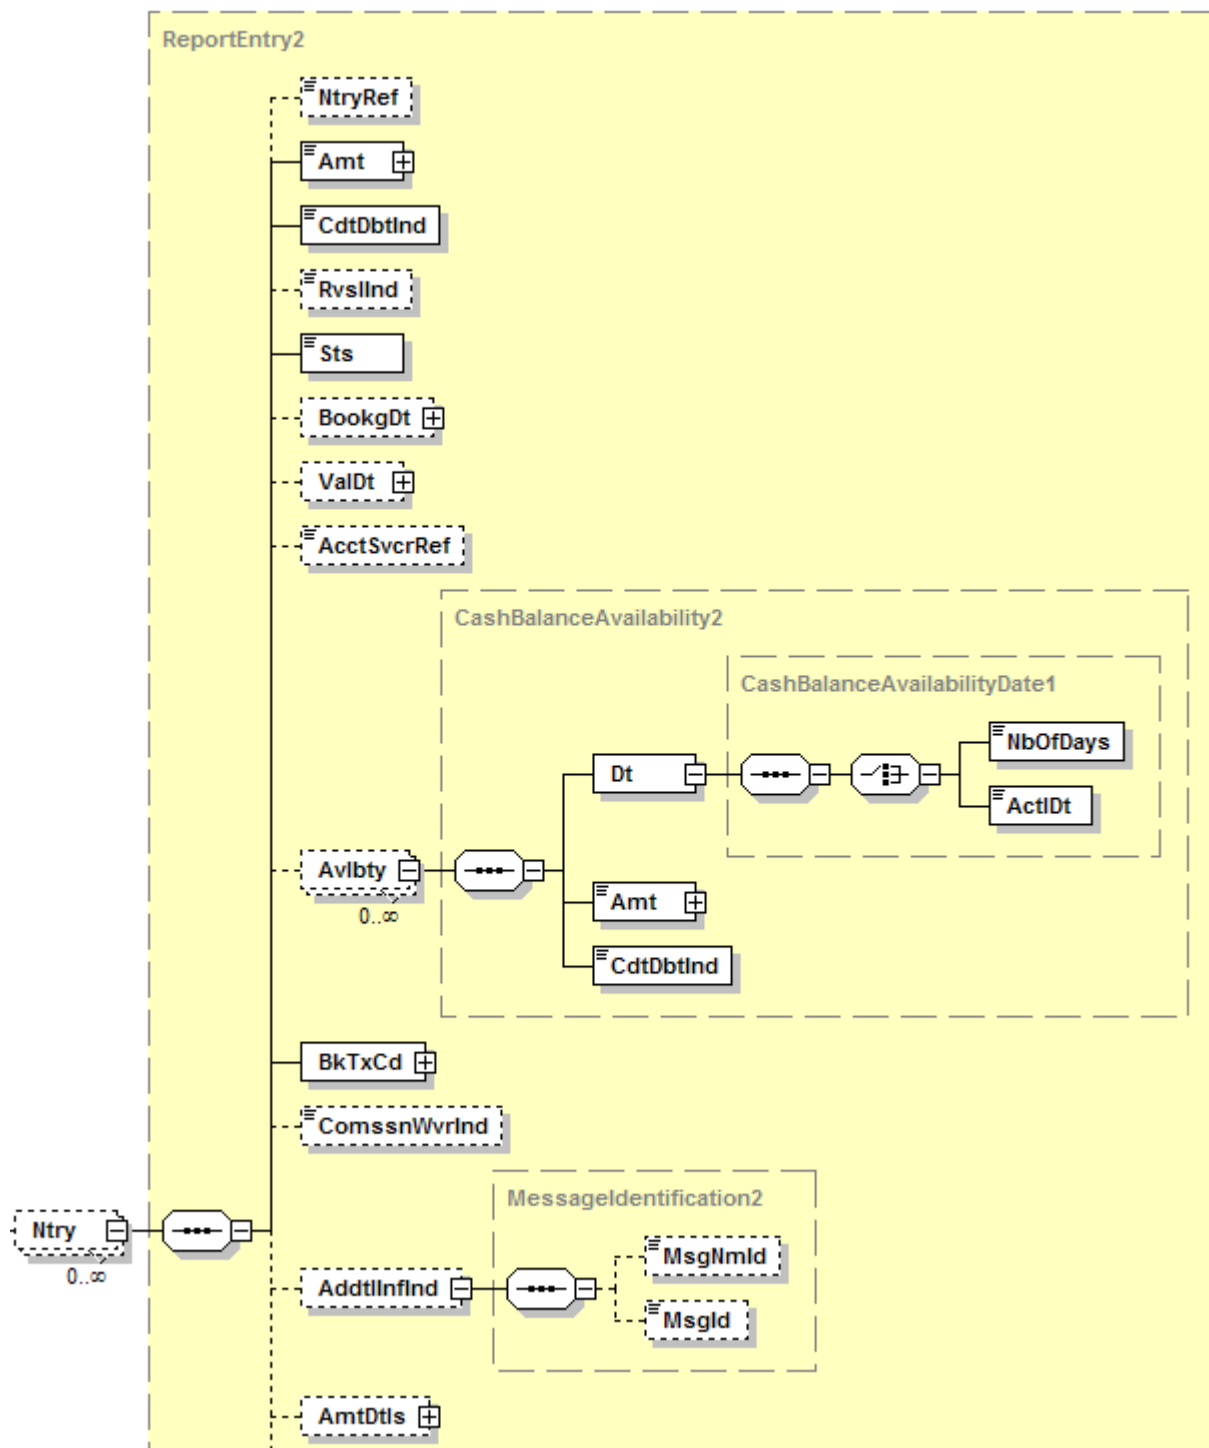 ReportEntry2
NtryRef
Amt
CdtDbtInd
RvslInd
Sts
BookgDt
ValDt
AcctSvcrRef
CashBalanceAvailability2
CashBalanceAvailabilityDate1
NbOfDays
Dt
ActlDt
Avlbty
0..∞
Amt
CdtDbtInd
BkTxCd
ComssnWvrInd
MessageIdentification2
Ntry
0..∞
MsgNmId
AddtlInfInd
MsgId
AmtDtls